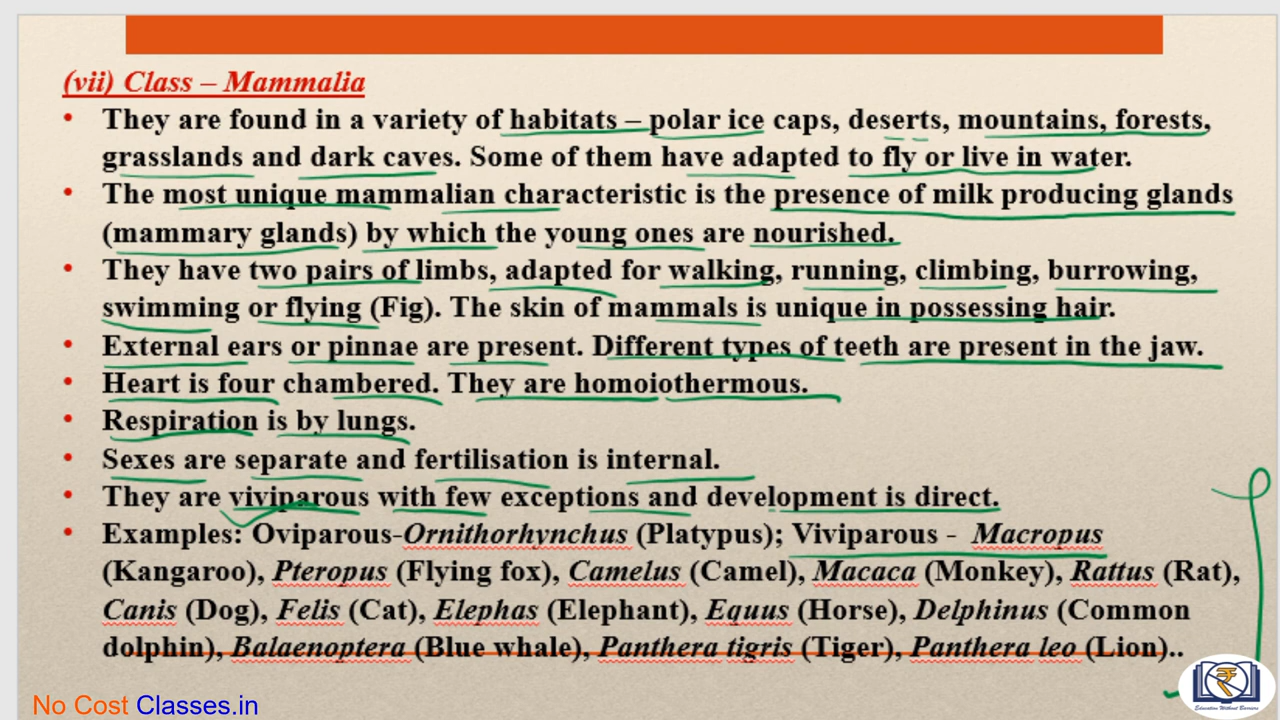 (vii) Class – Mammalia
• They are found in a variety of habitats – polar ice caps, deserts, mountains, forests,
grasslands and dark caves. Some of them have adapted to fly or live in water.
• The most unique mammalian characteristic is the presence of milk producing glands
(mammary glands) by which the young ones are nourished.
• They have two pairs of limbs, adapted for walking, running, climbing, burrowing,
swimming or flying (Fig). The skin of mammals is unique in possessing hair.
• External ears or pinnae are present. Different types of teeth are present in the jaw.
• Heart is four chambered. They are homoiothermous.
• Respiration is by lungs.
• Sexes are separate and fertilisation is internal.
• They are viviparous with few exceptions and development is direct.
• Examples: Oviparous-Ornithorhynchus (Platypus); Viviparous - Macropus
(Kangaroo), Pteropus (Flying fox), Camelus (Camel), Macaca (Monkey), Rattus (Rat),
Canis (Dog), Felis (Cat), Elephas (Elephant), Equus (Horse), Delphinus (Common
dolphin), Balaenoptera (Blue whale), Panthera tigris (Tiger), Panthera leo (Lion)..
No Cost Classes.in
₹
Education Without Barriers